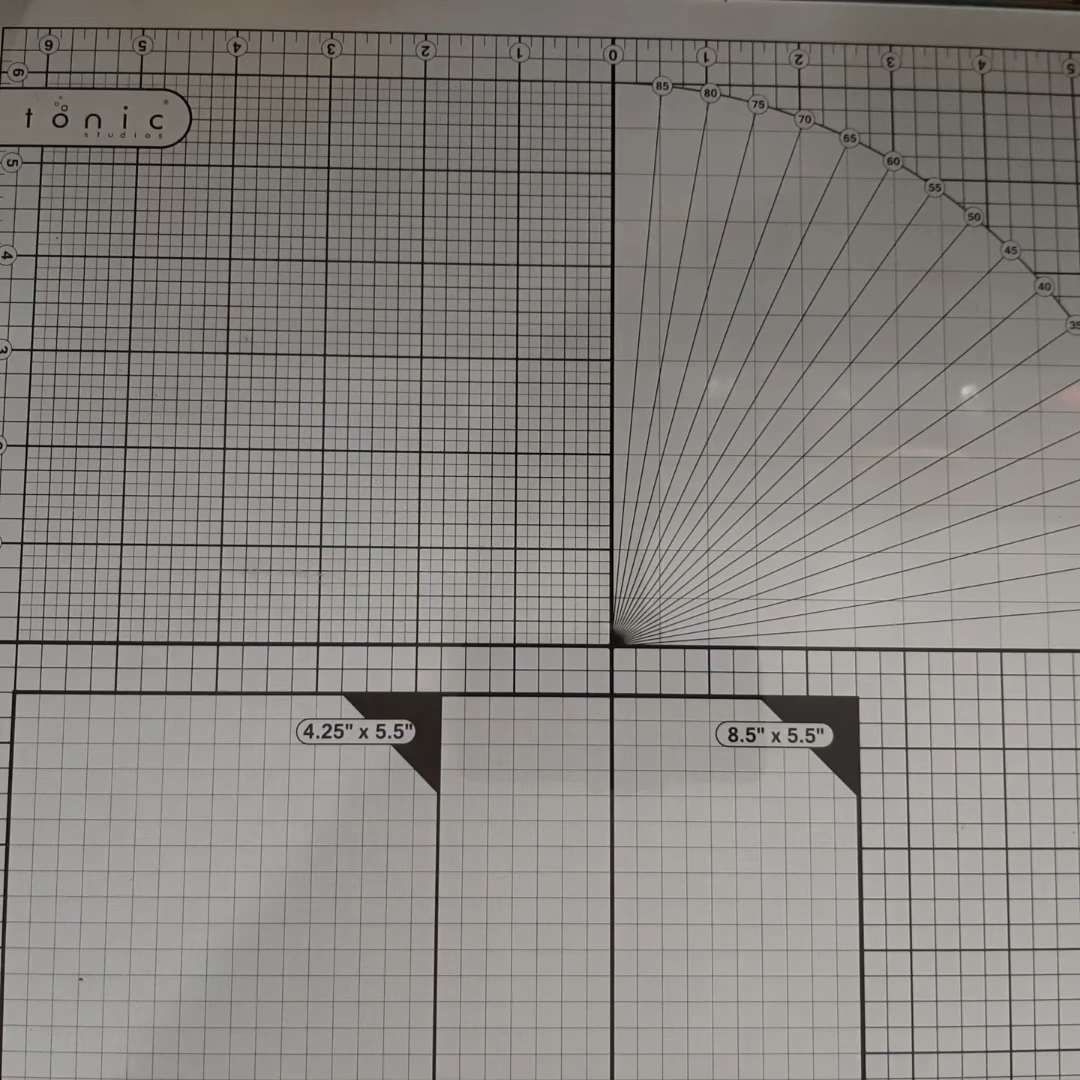 6 5 4 3 2 1 0 1 2 3 4 5
6
tonic
studios
5
4
3
85 80 75 70 65 60 55 50 45 40 35
4.25" x 5.5"
8.5" x 5.5"